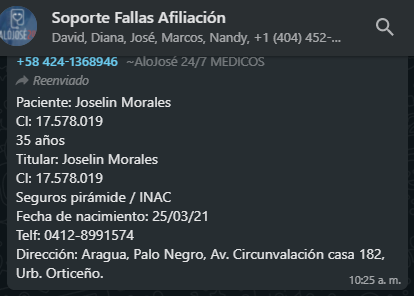 Soporte Fallas Afiliación
David, Diana, José, Marcos, Nandy, +1 (404) 452-...
ALOJOSÉ
+58 424-1368946 ~AloJosé 24/7 MEDICOS
Reenviado
Paciente: Joselin Morales
CI: 17.578.019
35 años
Titular: Joselin Morales
CI: 17.578.019
Seguros pirámide / INAC
Fecha de nacimiento: 25/03/21
Telf: 0412-8991574
Dirección: Aragua, Palo Negro, Av. Circunvalación casa 182,
Urb. Orticeño.
10:25 a. m.